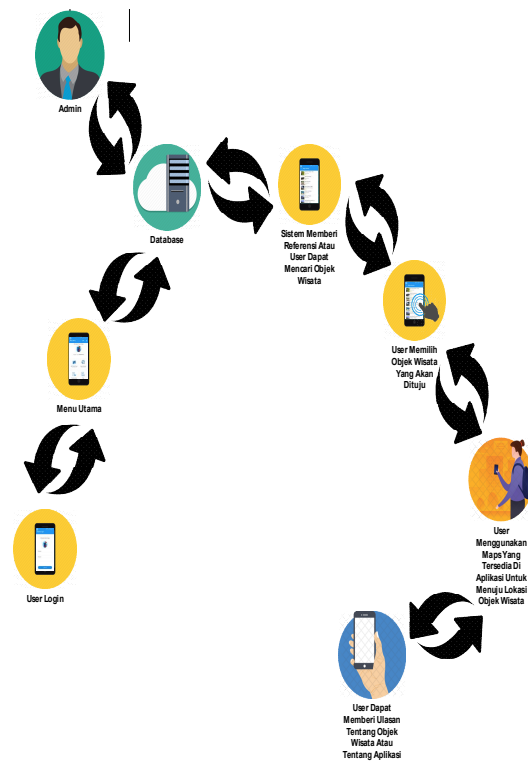 Admin
Database
Sistem Memberi
Referensi Atau
User Dapat
Mencari Objek
Wisata
User Memilih
Objek Wisata
Yang Akan
Dituju
Menu Utama
User
Menggunakan
Maps Yang
Tersedia Di
Aplikasi Untuk
Menuju Lokasi
Objek Wisata
User Login
User Dapat
Memberi Ulasan
Tentang Objek
Wisata Atau
Tentang Aplikasi